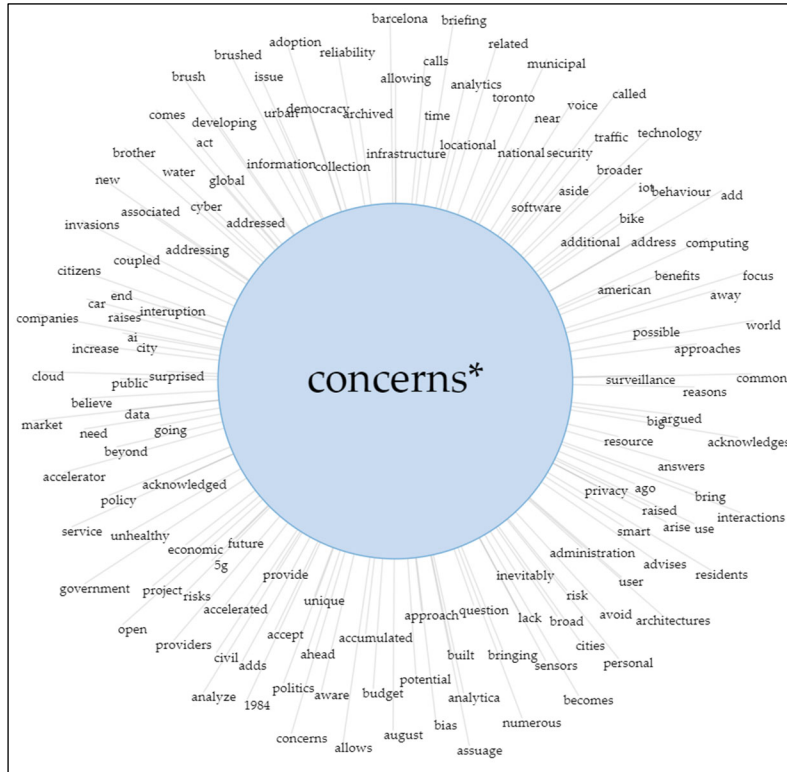 barcelona
briefing
adoption
related
brushed
reliability
calls
municipal
brush
issue
allowing
analytics
toronto
voice
called
comes
developing
urban
democracy
archived
time
near
traffic
technology
act
brother
water
information
collection
infrastructure
locational
national
security
broader
new
global
aside
iot
behaviour
add
associated
cyber
addressed
software
bike
invasions
addressing
additional
address
computing
coupled
citizens
american
benefits
focus
car
end
away
companies
raises
interuption
world
ai
possible
increase
city
approaches
cloud
public
surprised
concerns*
surveillance
common
reasons
believe
market
data
big
argued
need
going
resource
acknowledges
beyond
answers
accelerator
acknowledged
privacy
ago
bring
policy
raised
interactions
service
unhealthy
smart
arise
use
economic
future
administration
advises
government
5g
project
provide
inevitably
user
residents
risks
risk
open
accelerated
unique
approach
question
lack
broad
avoid
architectures
providers
accept
accumulated
cities
civil
adds
ahead
built
bringing
sensors
personal
analyze
politics
potential
1984
aware
budget
analytica
becomes
concerns
allows
august
bias
numerous
assuage